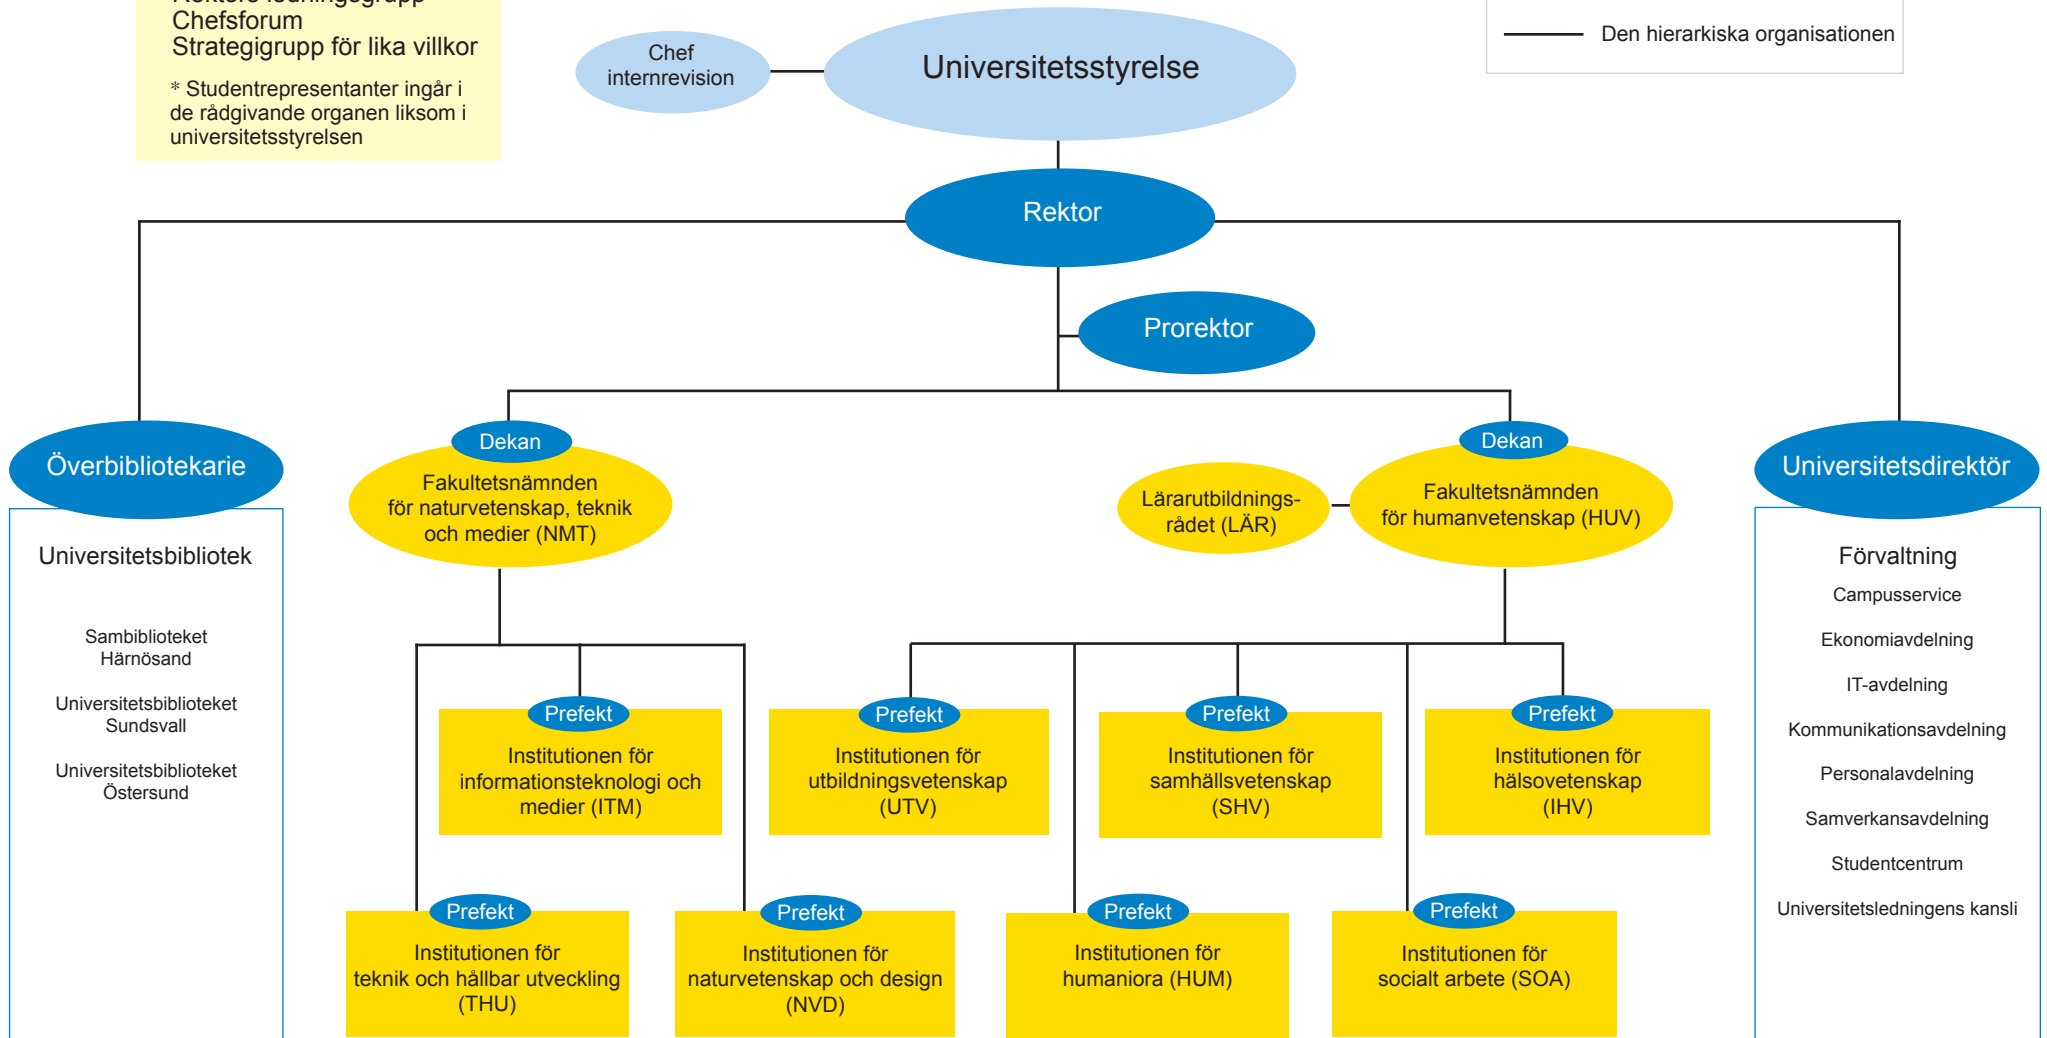 Rektors ledningsgrupp
Chefsforum
Strategigrupp för lika villkor
* Studentrepresentanter ingår i
de rådgivande organen liksom i
universitetsstyrelsen
Chef
internrevision
Universitetsstyrelse
Den hierarkiska organisationen
Rektor
Prorektor
Överbibliotekarie
Universitetsbibliotek
Sambiblioteket
Härnösand
Universitetsbiblioteket
Sundsvall
Universitetsbiblioteket
Östersund
Dekan
Fakultetsnämnden
för naturvetenskap, teknik
och medier (NMT)
Lärarutbildnings-
rådet (LÄR)
Dekan
Fakultetsnämnden
för humanvetenskap (HUV)
Universitetsdirektör
Förvaltning
Campusservice
Ekonomiavdelning
IT-avdelning
Kommunikationsavdelning
Personalavdelning
Samverkansavdelning
Studentcentrum
Universitetsledningens kansli
Prefekt
Institutionen för
informationsteknologi och
medier (ITM)
Prefekt
Institutionen för
utbildningsvetenskap
(UTV)
Prefekt
Institutionen för
samhällsvetenskap
(SHV)
Prefekt
Institutionen för
hälsovetenskap
(IHV)
Prefekt
Institutionen för
teknik och hållbar utveckling
(THU)
Prefekt
Institutionen för
naturvetenskap och design
(NVD)
Prefekt
Institutionen för
humaniora (HUM)
Prefekt
Institutionen för
socialt arbete (SOA)